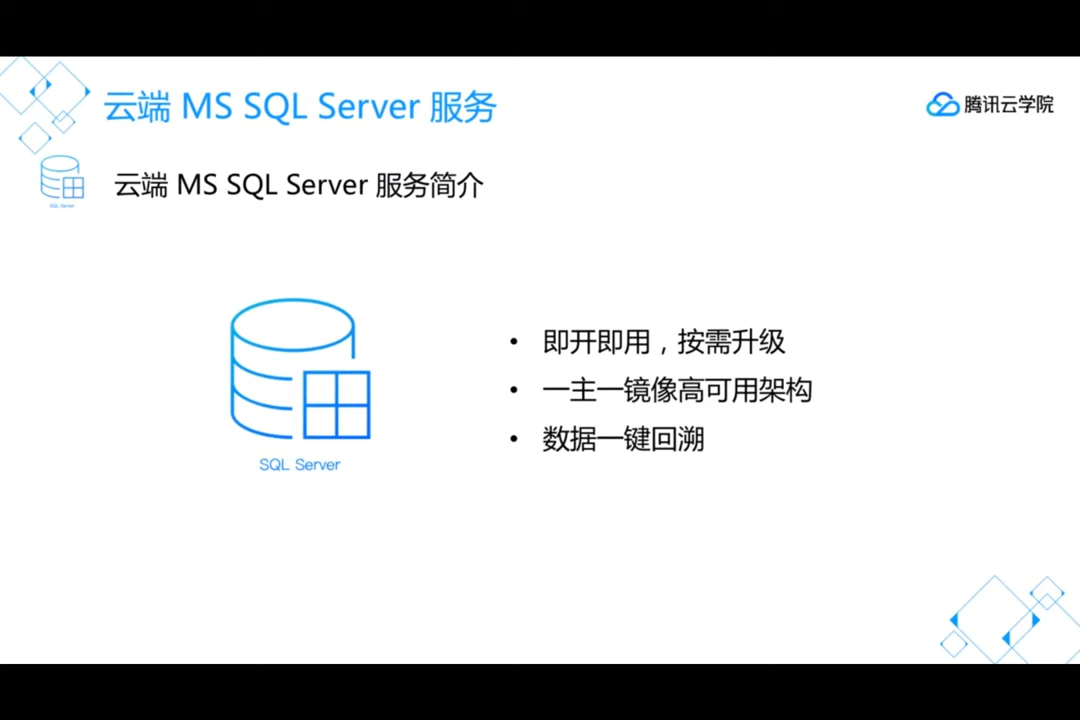 云端 MS SQL Server 服务
腾讯云学院
SQL Server
云端 MS SQL Server 服务简介
• 即开即用，按需升级
• 一主一镜像高可用架构
• 数据一键回溯
SQL Server